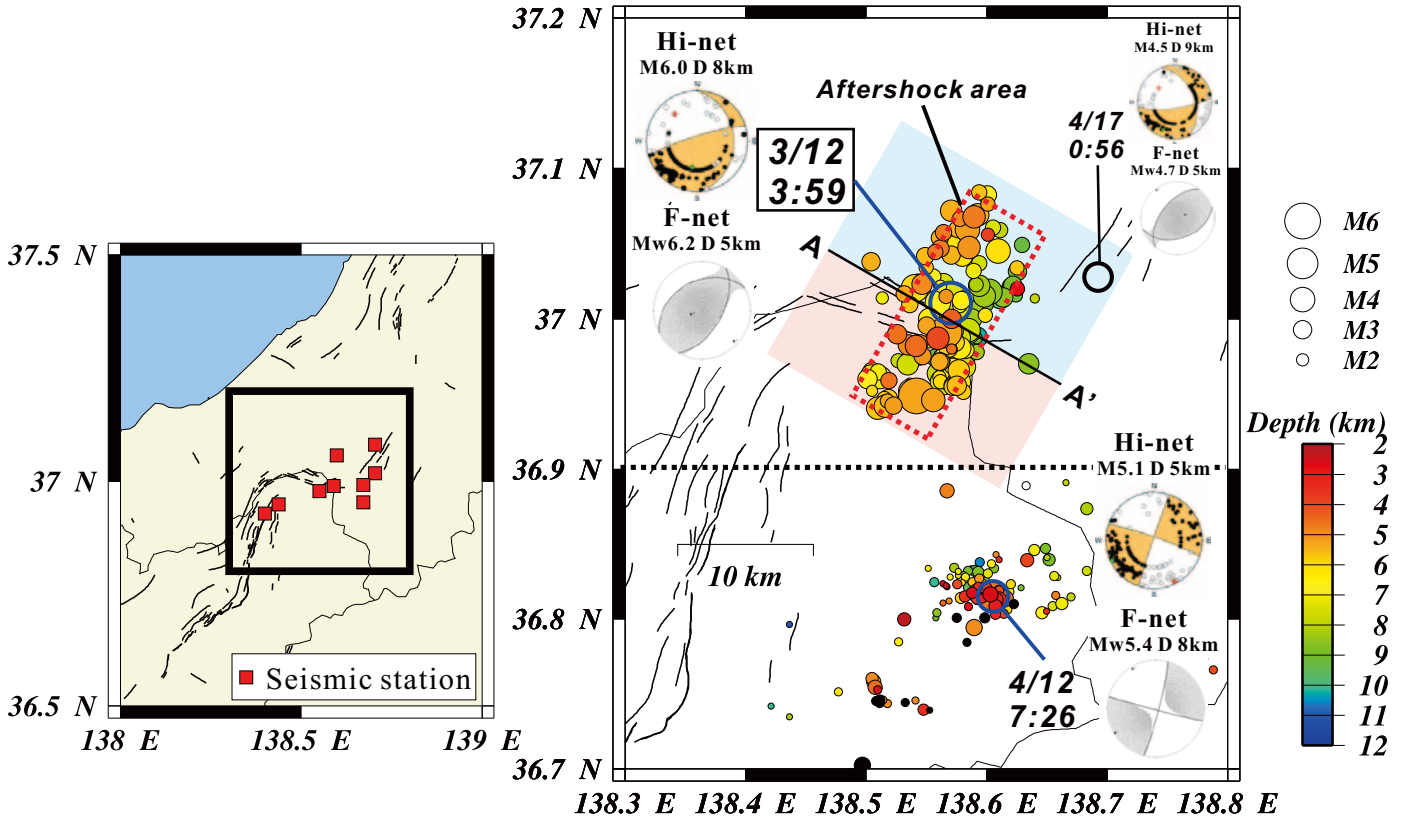 37.5 N
37 N
36.5 N
138 E
138.5 E
139 E
Seismic station
37.2 N
37.1 N
37 N
36.9 N
36.8 N
36.7 N
138.3 E
138.4 E
138.5 E
138.6 E
138.7 E
138.8 E
Hi-net
M6.0 D 8km
F-net
Mw6.2 D 5km
3/12
3:59
Aftershock area
A
A’
4/17
0:56
Hi-net
M4.5 D 9km
F-net
Mw4.7 D 5km
10 km
Hi-net
M5.1 D 5km
F-net
Mw5.4 D 8km
4/12
7:26
M6
M5
M4
M3
M2
Depth (km)
2
3
4
5
6
7
8
9
10
11
12